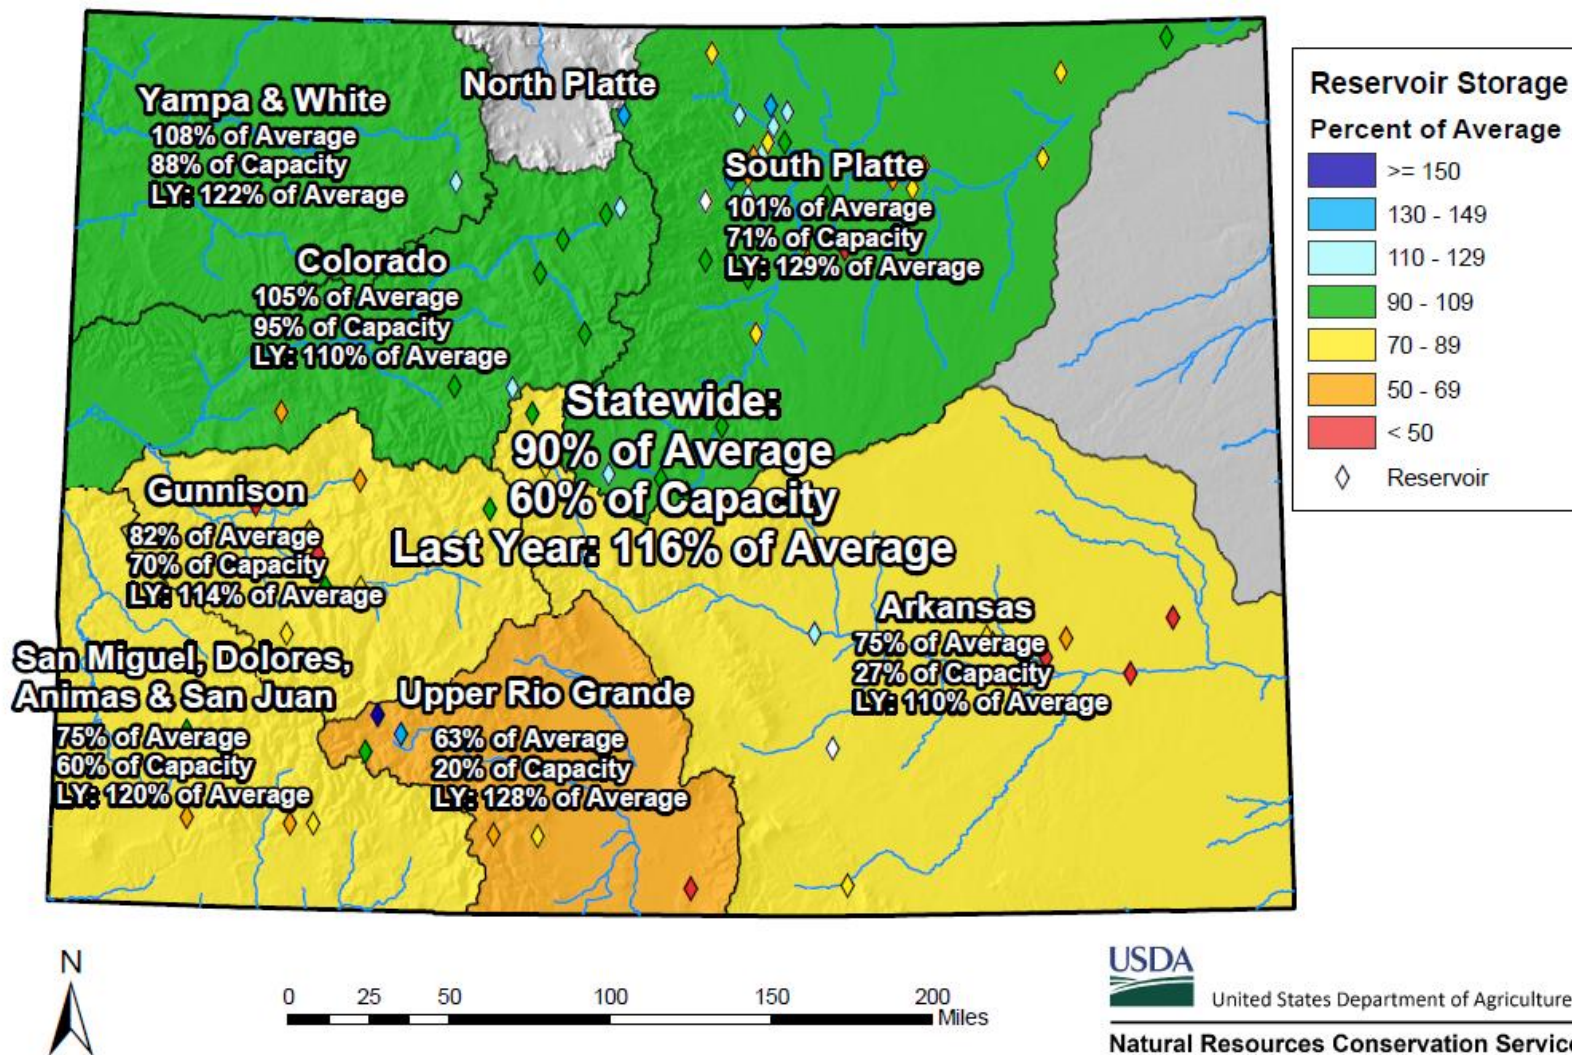 North Platte
Yampa & White
108% of Average
88% of Capacity
LY: 122% of Average
South Platte
101% of Average
71% of Capacity
LY: 129% of Average
Colorado
105% of Average
95% of Capacity
LY: 110% of Average
Statewide:
90% of Average
60% of Capacity
Last Year: 116% of Average
Gunnison
82% of Average
70% of Capacity
LY: 114% of Average
Arkansas
75% of Average
27% of Capacity
LY: 110% of Average
San Miguel, Dolores,
Animas & San Juan
75% of Average
60% of Capacity
LY: 120% of Average
Upper Rio Grande
63% of Average
20% of Capacity
LY: 128% of Average
Reservoir Storage
Percent of Average
>= 150
130 - 149
110 - 129
90 - 109
70 - 89
50 - 69
< 50
Reservoir
N
0 25 50 100 150 200
Miles
USDA
United States Department of Agriculture
Natural Resources Conservation Service